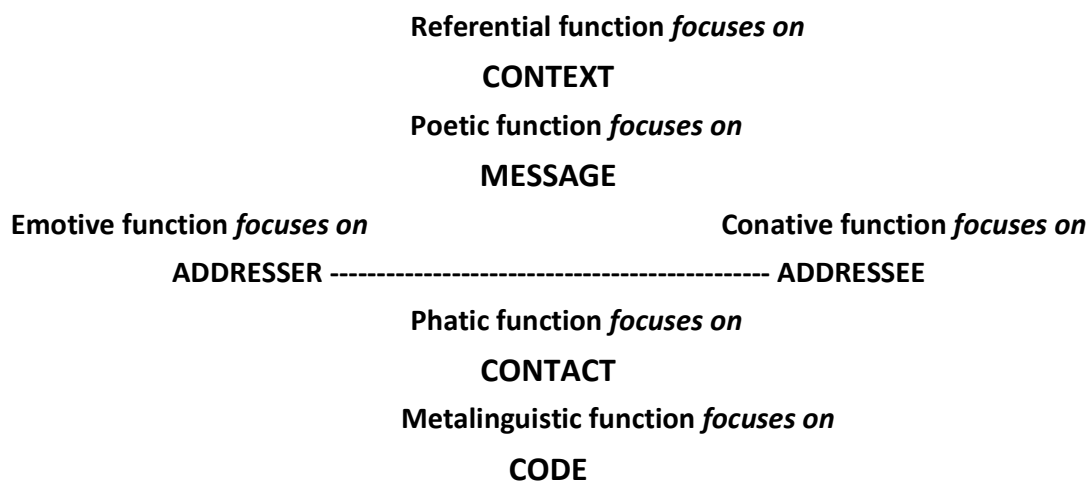 Referential function focuses on
CONTEXT
Poetic function focuses on
MESSAGE
Emotive function focuses on Conative function focuses on
ADDRESSER ----------------------------------------------- ADDRESSEE
Phatic function focuses on
CONTACT
Metalinguistic function focuses on
CODE